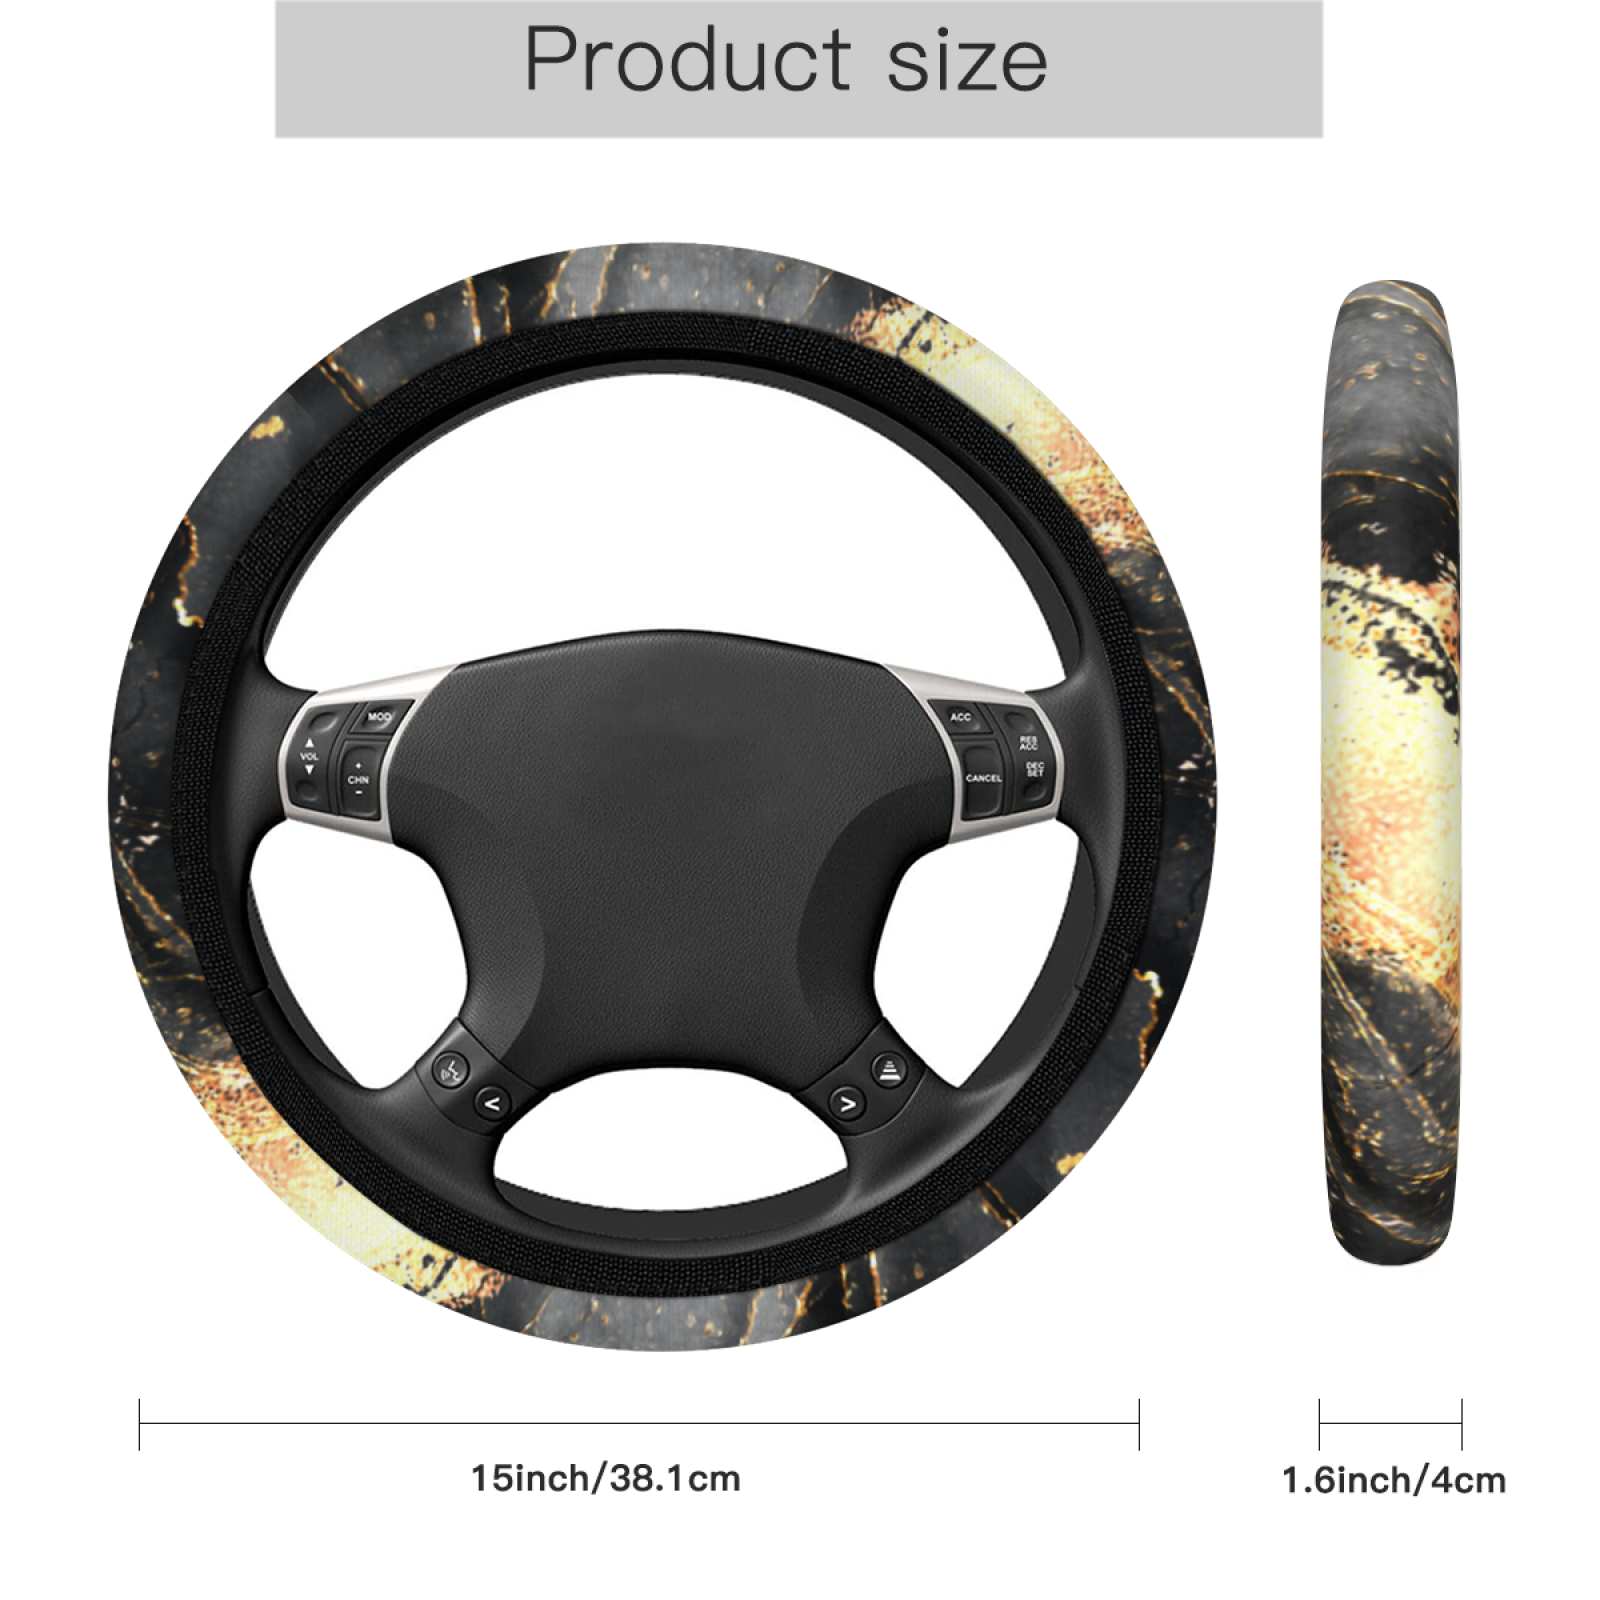 Product size
MOD
VOL
+
CHN
-
ACC
RES
ACC
CANCEL
DEC
SET
<
>
15inch/38.1cm
1.6inch/4cm